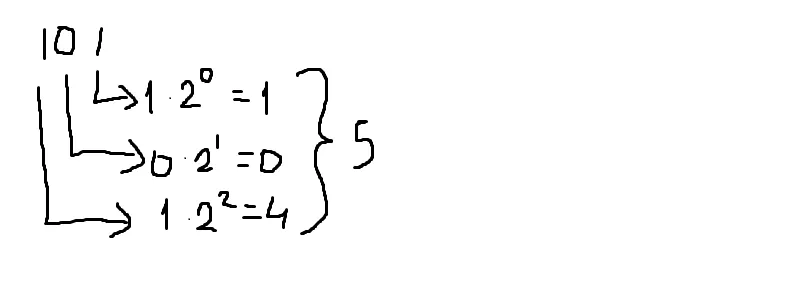 101
1 · 2⁰ = 1
0 · 2¹ = 0
1 · 2² = 4
5